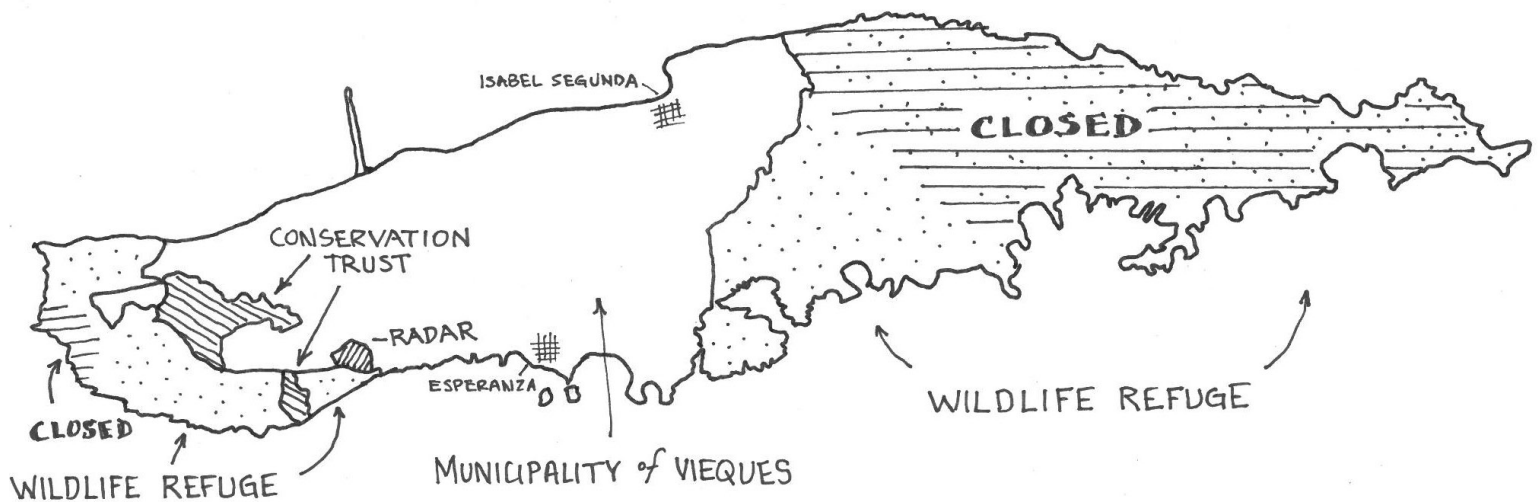 ISABEL SEGUNDA
CLOSED
CONSERVATION
TRUST
RADAR
ESPERANZA
CLOSED
WILDLIFE REFUGE
WILDLIFE REFUGE
MUNICIPALITY of VIEQUES